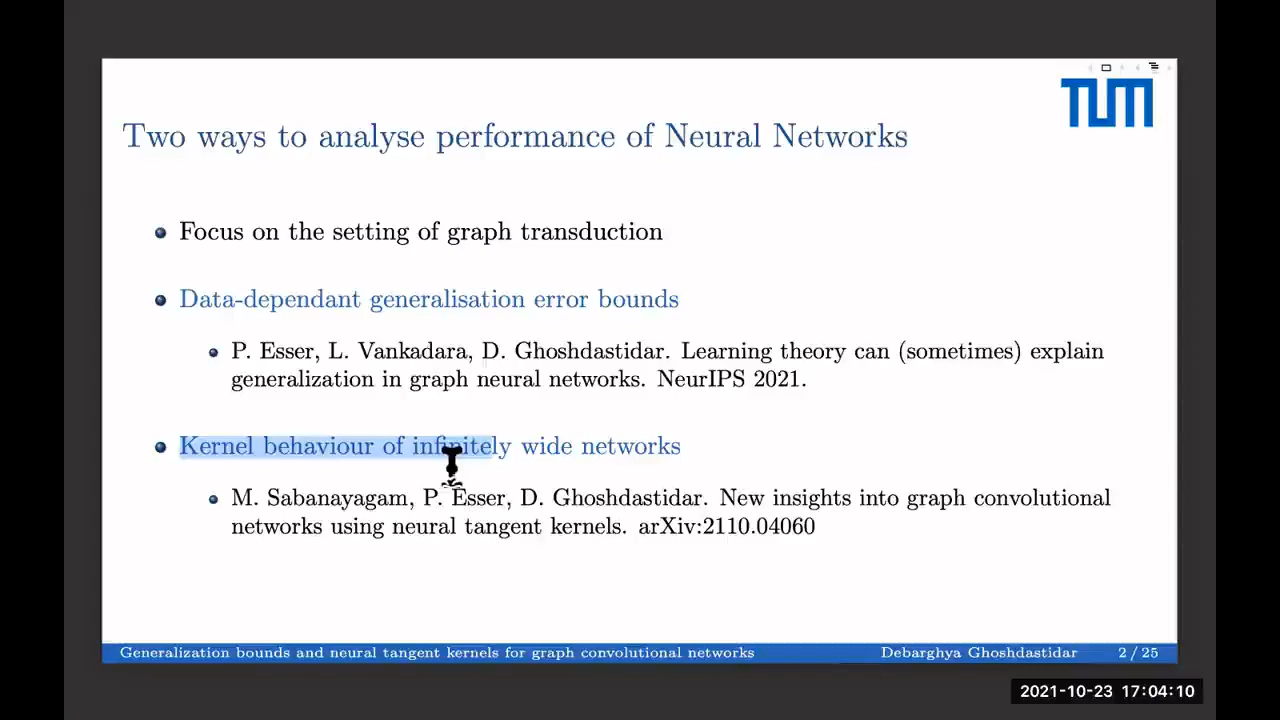 TUM
Two ways to analyse performance of Neural Networks
Focus on the setting of graph transduction
Data-dependant generalisation error bounds
P. Esser, L. Vankadara, D. Ghoshdastidar. Learning theory can (sometimes) explain
generalization in graph neural networks. NeurIPS 2021.
Kernel behaviour of infinitely wide networks
M. Sabanayagam, P. Esser, D. Ghoshdastidar. New insights into graph convolutional
networks using neural tangent kernels. arXiv:2110.04060
Generalization bounds and neural tangent kernels for graph convolutional networks Debarghya Ghoshdastidar 2 / 25
2021-10-23 17:04:10